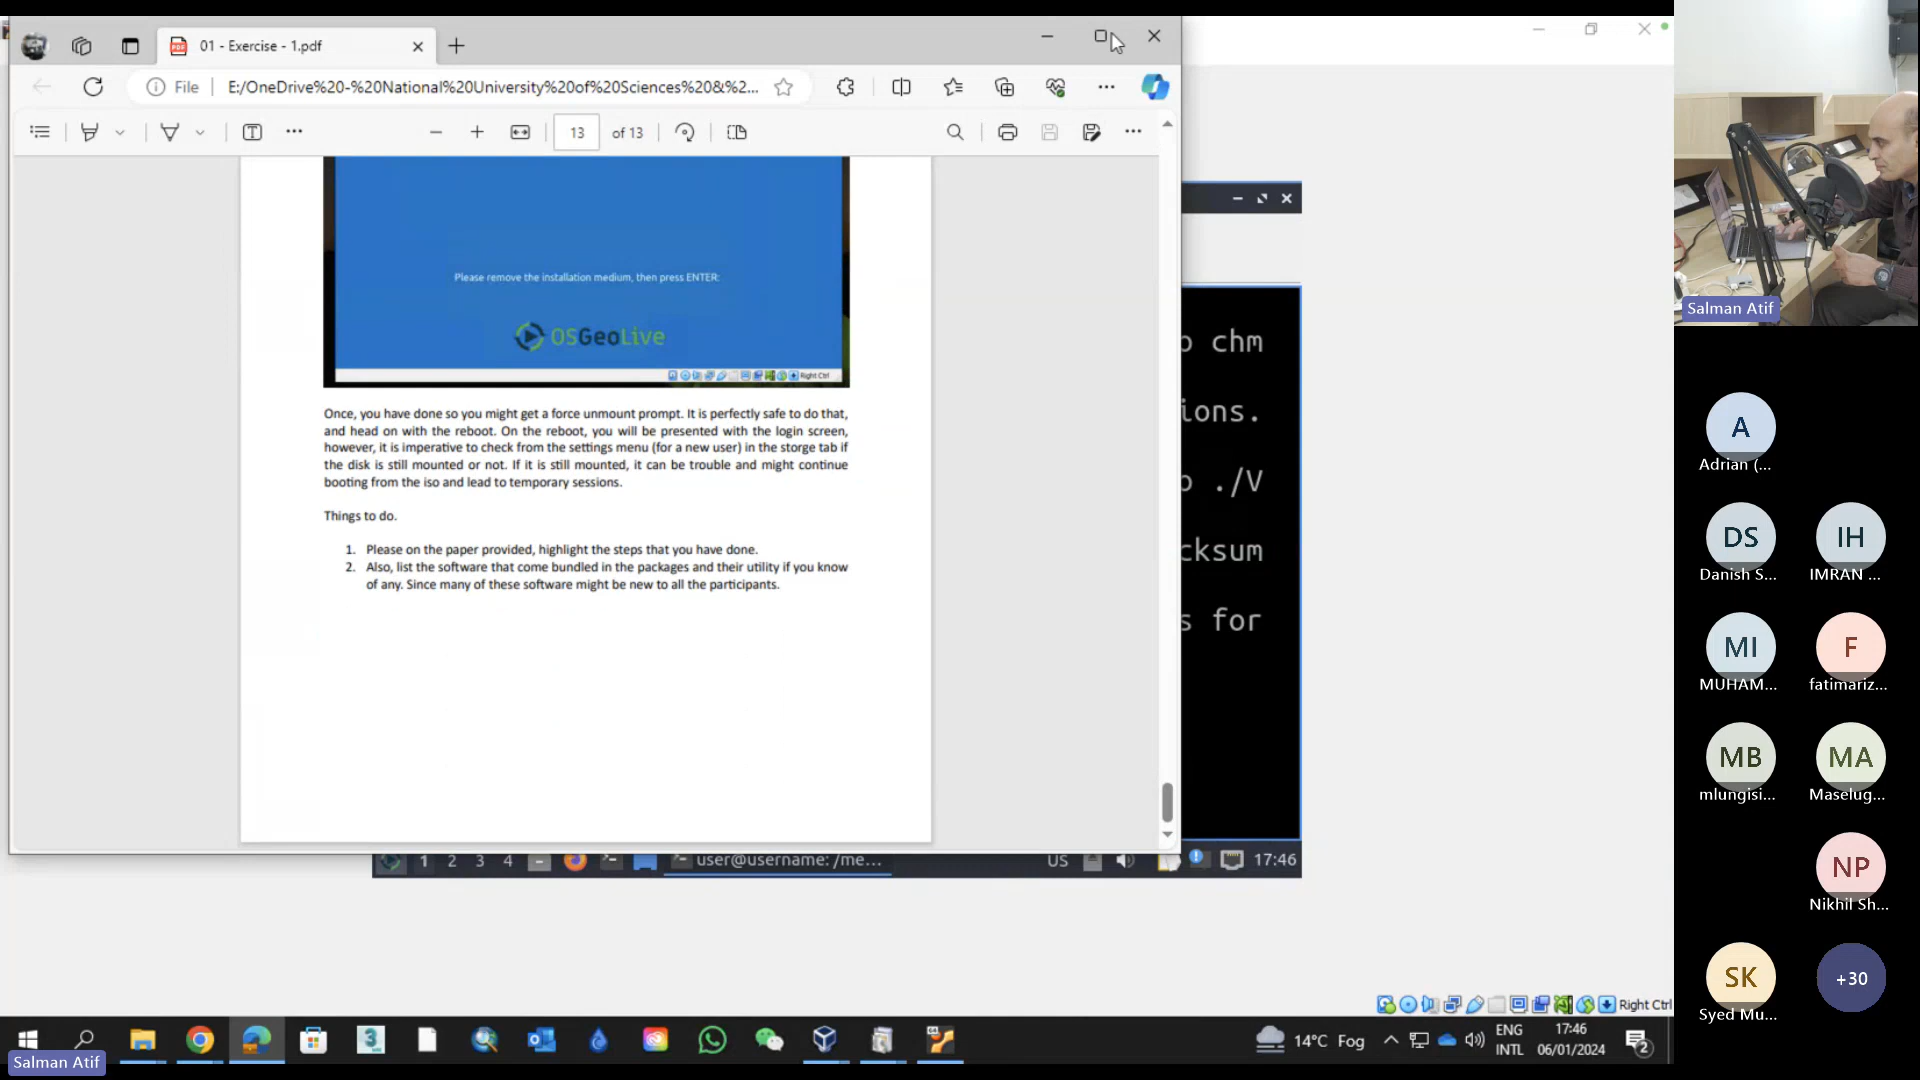 01 - Exercise - 1.pdf
File
E:/OneDrive%20-%20National%20University%20of%20Sciences%20&%2...
13 of 13
Please remove the installation medium, then press ENTER:
OSGeoLive
Right Ctrl
Once, you have done so you might get a force unmount prompt. It is perfectly safe to do that,
and head on with the reboot. On the reboot, you will be presented with the login screen,
however, it is imperative to check from the settings menu (for a new user) in the storge tab if
the disk is still mounted or not. If it is still mounted, it can be trouble and might continue
booting from the iso and lead to temporary sessions.
Things to do.
1. Please on the paper provided, highlight the steps that you have done.
2. Also, list the software that come bundled in the packages and their utility if you know
of any. Since many of these software might be new to all the participants.
chm
ions.
./V
cksum
s for
1 2 3 4
user@username: /me...
US
17:46
Right Ctrl
14°C Fog
ENG
INTL
17:46
06/01/2024
2
Salman Atif
Salman Atif
A
Adrian (...
DS
Danish S...
IH
IMRAN ...
MI
MUHAM...
F
fatimariz...
MB
mlungisi...
MA
Maselug...
NP
Nikhil Sh...
SK
Syed Mu...
+30